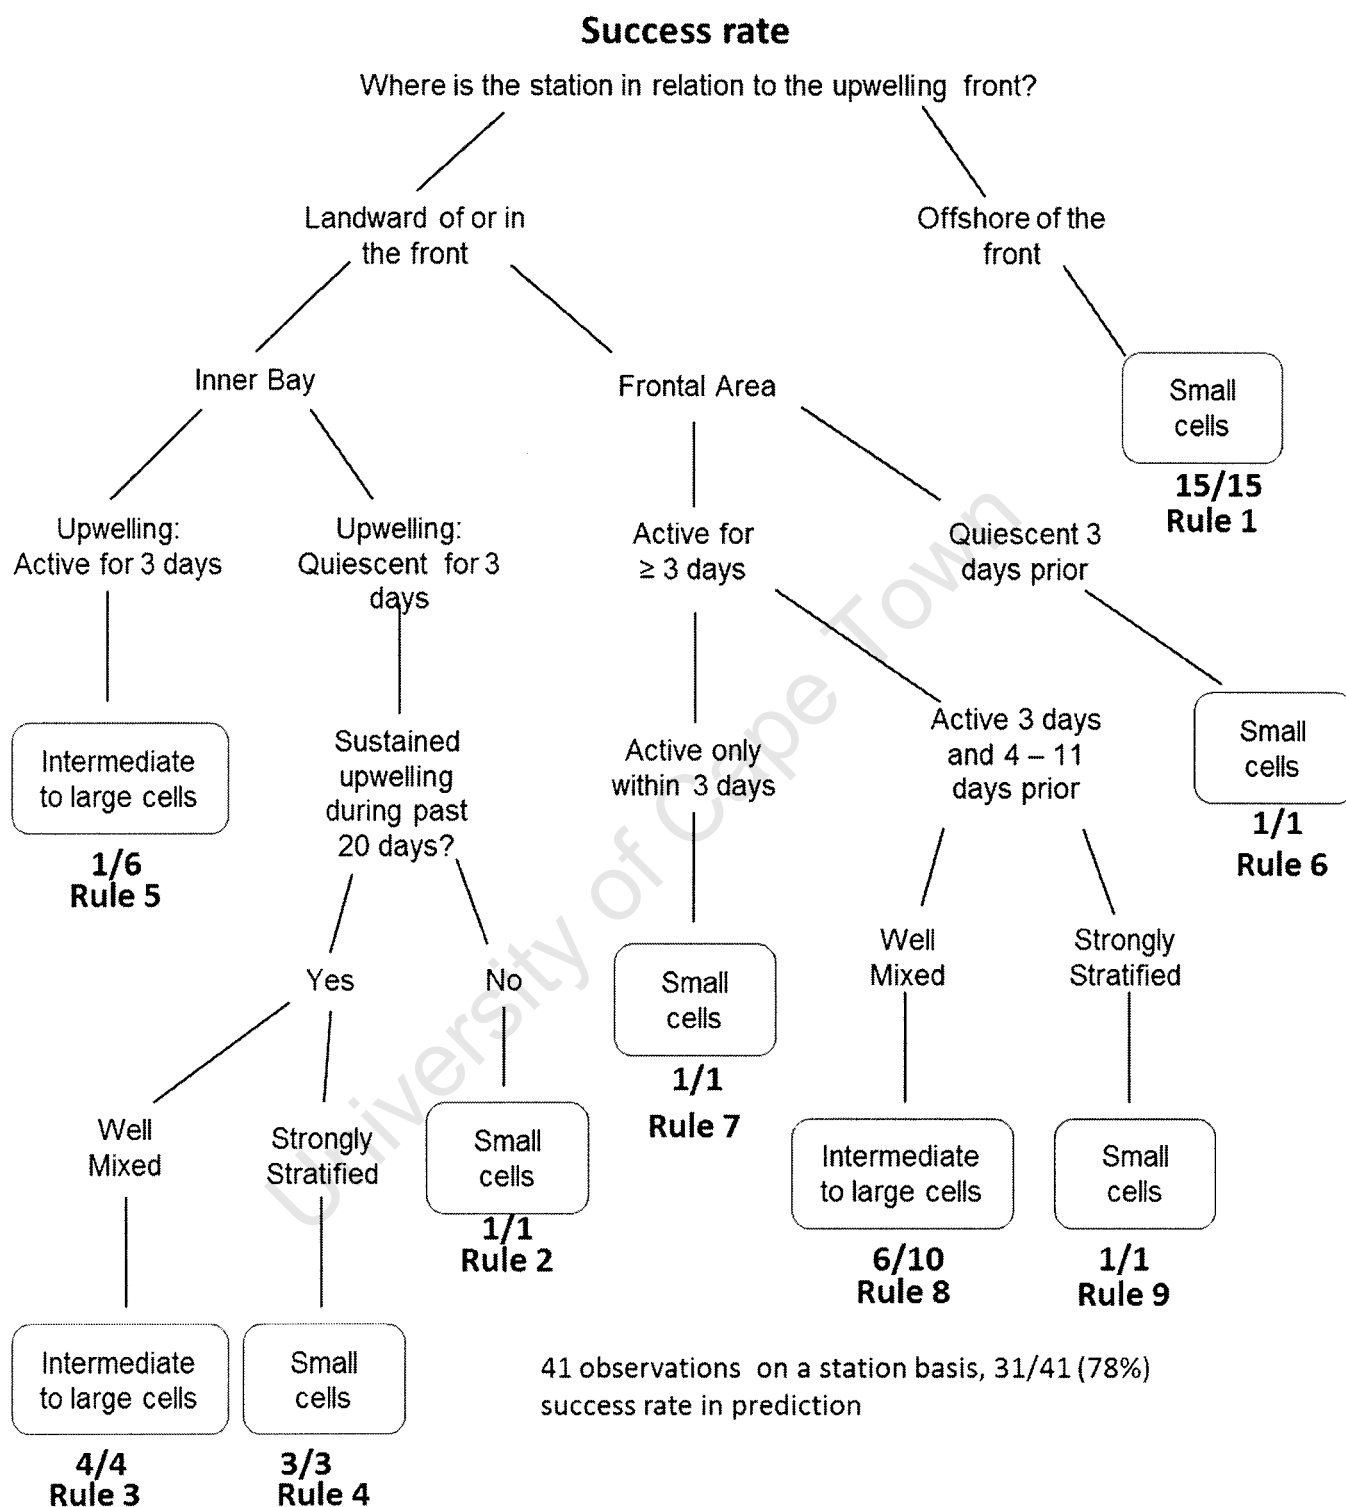 Success rate
Where is the station in relation to the upwelling front?
Landward of or in
the front
Offshore of the
front
Inner Bay
Frontal Area
Small
cells
15/15
Rule 1
Upwelling:
Active for 3 days
Upwelling:
Quiescent for 3
days
Active for
≥ 3 days
Quiescent 3
days prior
Intermediate
to large cells
1/6
Rule 5
Sustained
upwelling
during past
20 days?
Active only
within 3 days
Active 3 days
and 4 – 11
days prior
Small
cells
1/1
Rule 6
Yes
No
Small
cells
1/1
Rule 7
Well
Mixed
Strongly
Stratified
Well
Mixed
Strongly
Stratified
Small
cells
1/1
Rule 2
Intermediate
to large cells
6/10
Rule 8
Small
cells
1/1
Rule 9
Intermediate
to large cells
4/4
Rule 3
Small
cells
3/3
Rule 4
41 observations on a station basis, 31/41 (78%)
success rate in prediction
University of Cape Town